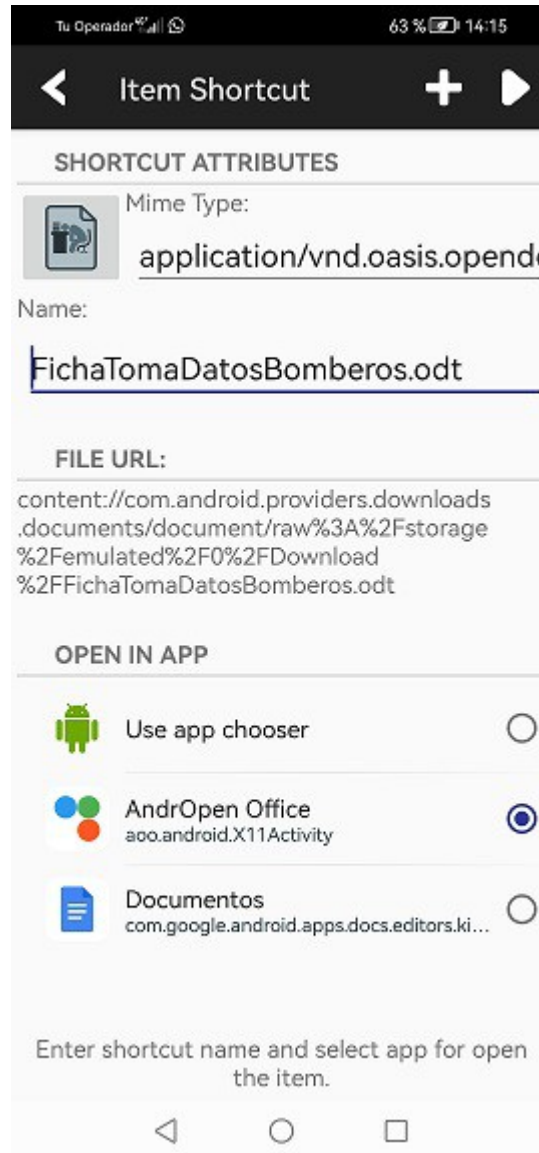 Tu Operador
63 % 14:15
Item Shortcut
SHORTCUT ATTRIBUTES
Mime Type:
application/vnd.oasis.opend
Name:
FichaTomaDatosBomberos.odt
FILE URL:
content://com.android.providers.downloads
.documents/document/raw%3A%2Fstorage
%2Femulated%2F0%2FDownload
%2FFichaTomaDatosBomberos.odt
OPEN IN APP
Use app chooser
AndrOpen Office
aoo.android.X11Activity
Documentos
com.google.android.apps.docs.editors.ki...
Enter shortcut name and select app for open
the item.